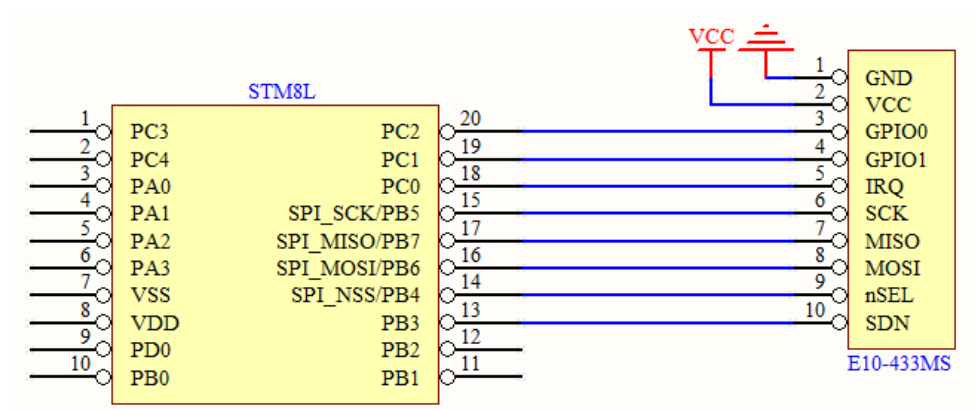 VCC
STM8L
1 PC3 PC2 20
2 PC4 PC1 19
3 PA0 PC0 18
4 PA1 SPI_SCK/PB5 15
5 PA2 SPI_MISO/PB7 17
6 PA3 SPI_MOSI/PB6 16
7 VSS SPI_NSS/PB4 14
8 VDD PB3 13
9 PD0 PB2 12
10 PB0 PB1 11
1 GND
2 VCC
3 GPIO0
4 GPIO1
5 IRQ
6 SCK
7 MISO
8 MOSI
9 nSEL
10 SDN
E10-433MS